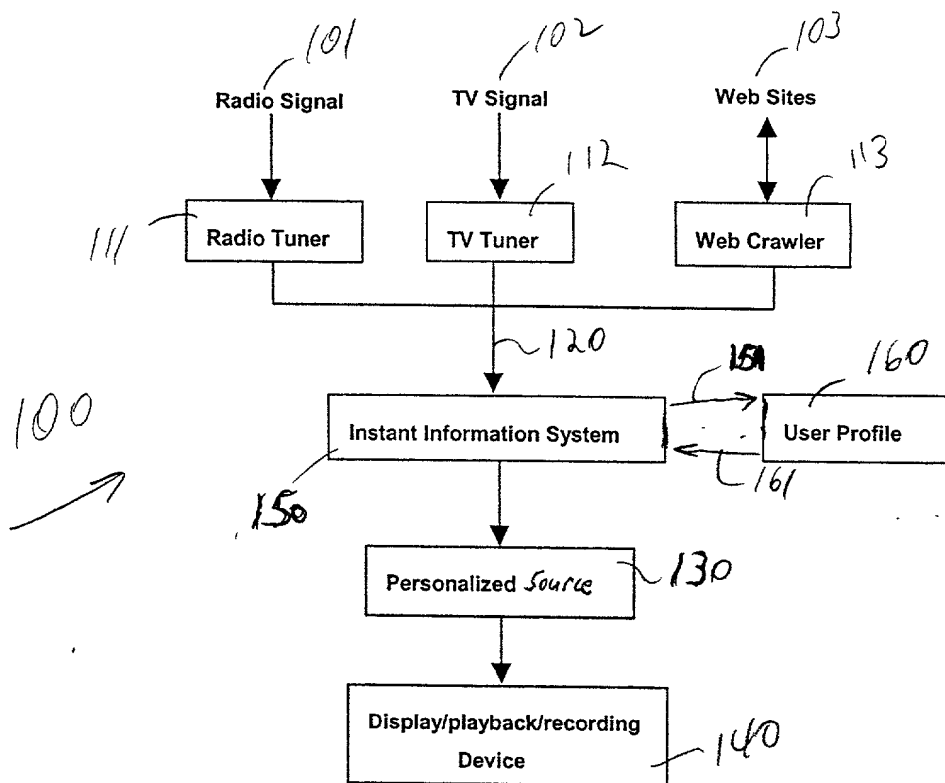 101
102
103
Radio Signal
TV Signal
Web Sites
111
112
113
Radio Tuner
TV Tuner
Web Crawler
120
151
160
100
Instant Information System
User Profile
161
150
Personalized Source
130
Display/playback/recording
Device
140